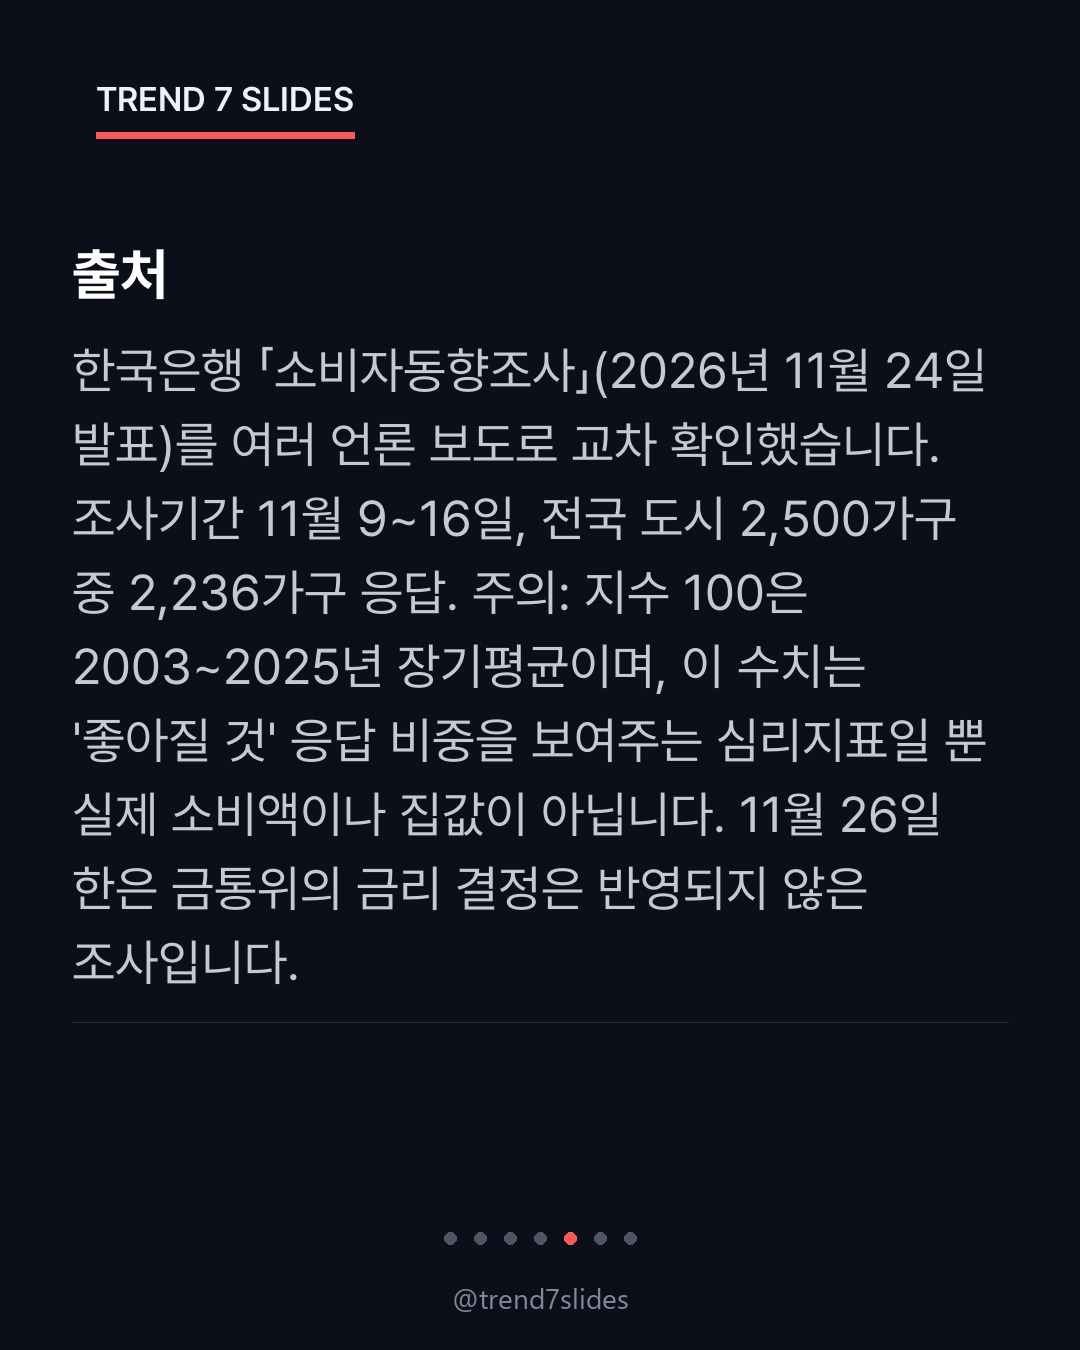 TREND 7 SLIDES
출처
한국은행 「소비자동향조사」(2026년 11월 24일
발표)를 여러 언론 보도로 교차 확인했습니다.
조사기간 11월 9~16일, 전국 도시 2,500가구
중 2,236가구 응답. 주의: 지수 100은
2003~2025년 장기평균이며, 이 수치는
'좋아질 것' 응답 비중을 보여주는 심리지표일 뿐
실제 소비액이나 집값이 아닙니다. 11월 26일
한은 금통위의 금리 결정은 반영되지 않은
조사입니다.
@trend7slides